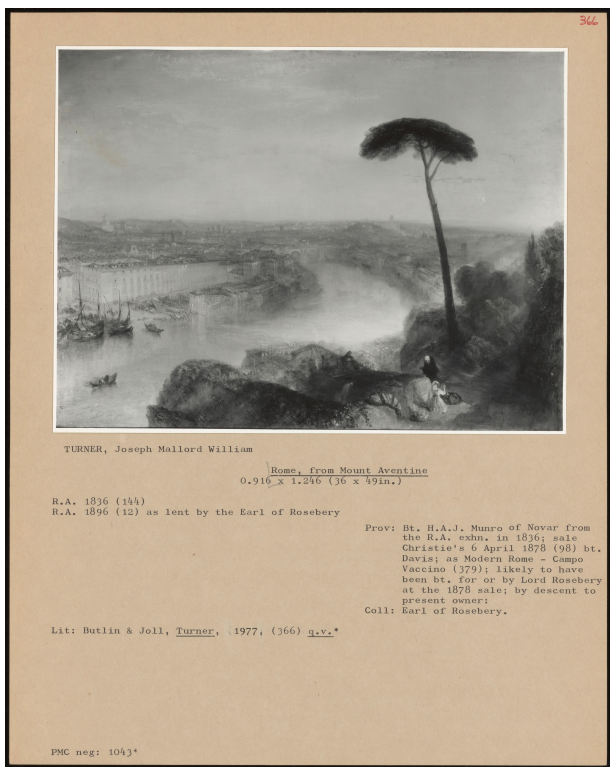 366
TURNER, Joseph Mallord William
Rome, from Mount Aventine
0.916 x 1.246 (36 x 49in.)
R.A. 1836 (144)
R.A. 1896 (12) as lent by the Earl of Rosebery
Prov: Bt. H.A.J. Munro of Novar from
the R.A. exhn. in 1836; sale
Christie's 6 April 1878 (98) bt.
Davis; as Modern Rome - Campo
Vaccino (379); likely to have
been bt. for or by Lord Rosebery
at the 1878 sale; by descent to
present owner:
Coll: Earl of Rosebery.
Lit: Butlin & Joll, Turner, 1977, (366) q.v.*
PMC neg: 1043*